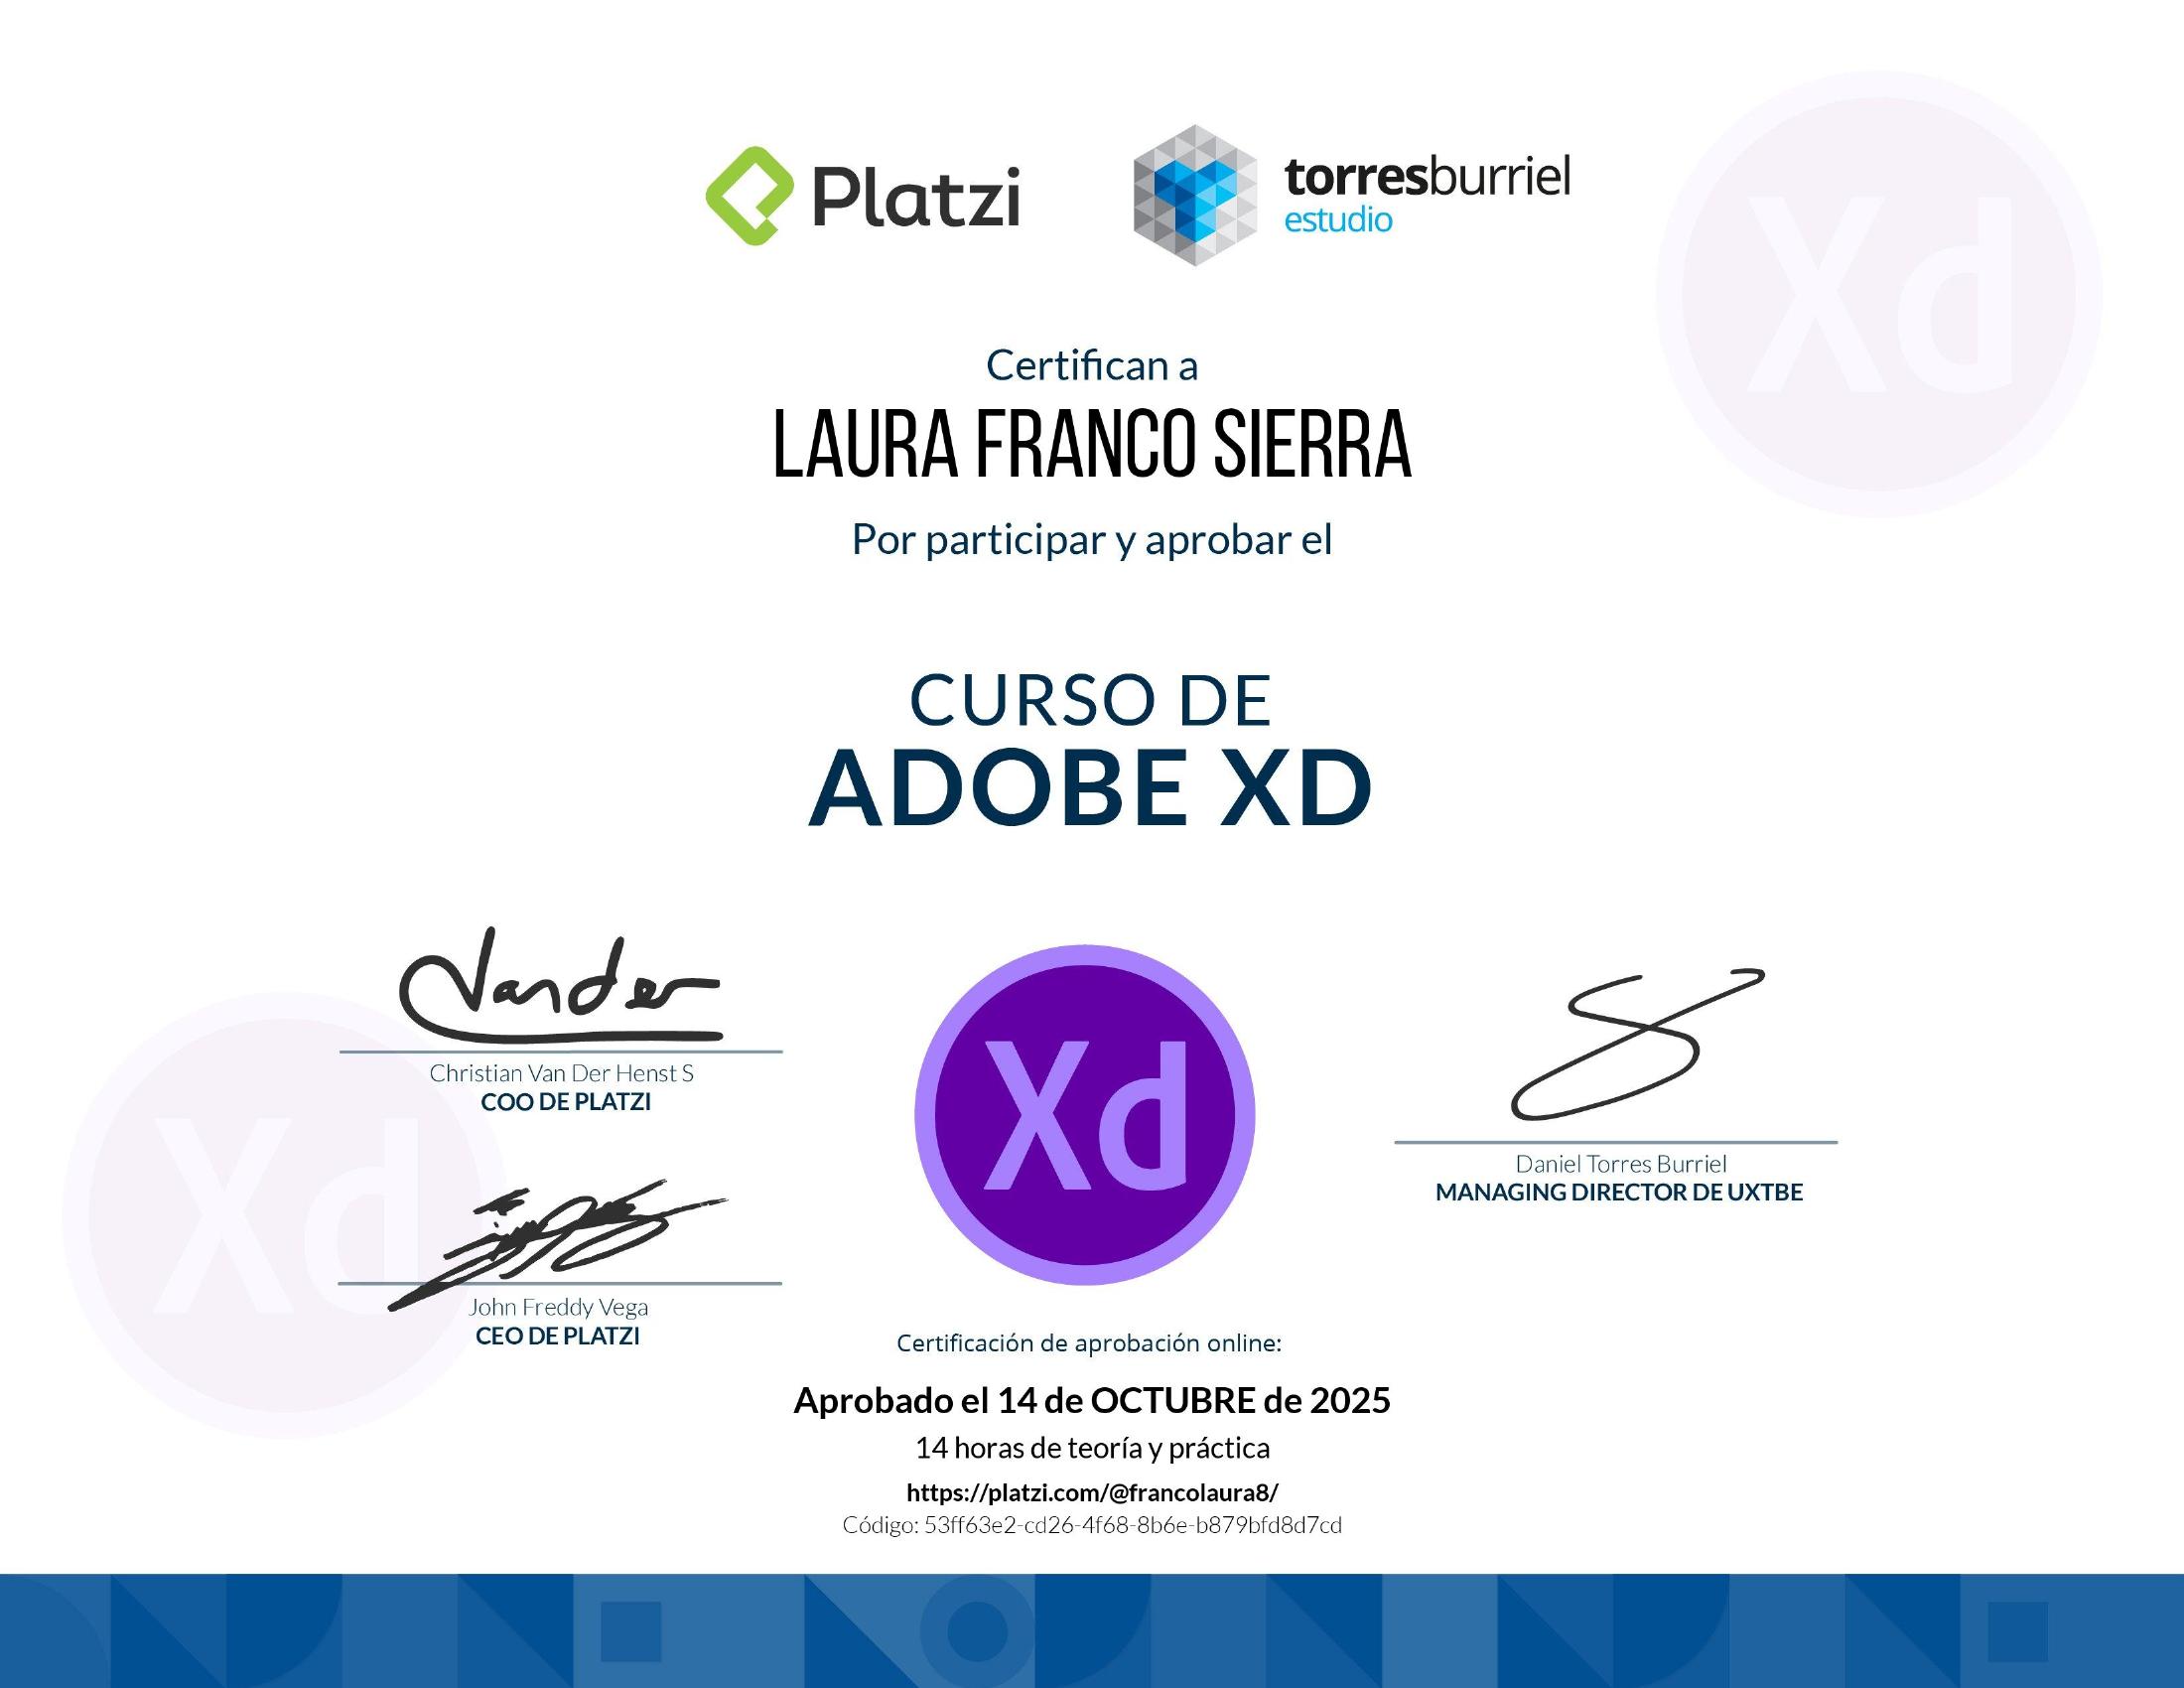 Platzi
torresburriel
estudio
Xd
Certifican a
LAURA FRANCO SIERRA
Por participar y aprobar el
CURSO DE
ADOBE XD
Vander
Christian Van Der Henst S
COO DE PLATZI
Xd
Xd
Daniel Torres Burriel
MANAGING DIRECTOR DE UXTBE
John Freddy Vega
CEO DE PLATZI
Certificación de aprobación online:
Aprobado el 14 de OCTUBRE de 2025
14 horas de teoría y práctica
https://platzi.com/@francolaura8/
Código: 53ff63e2-cd26-4f68-8b6e-b879bfd8d7cd